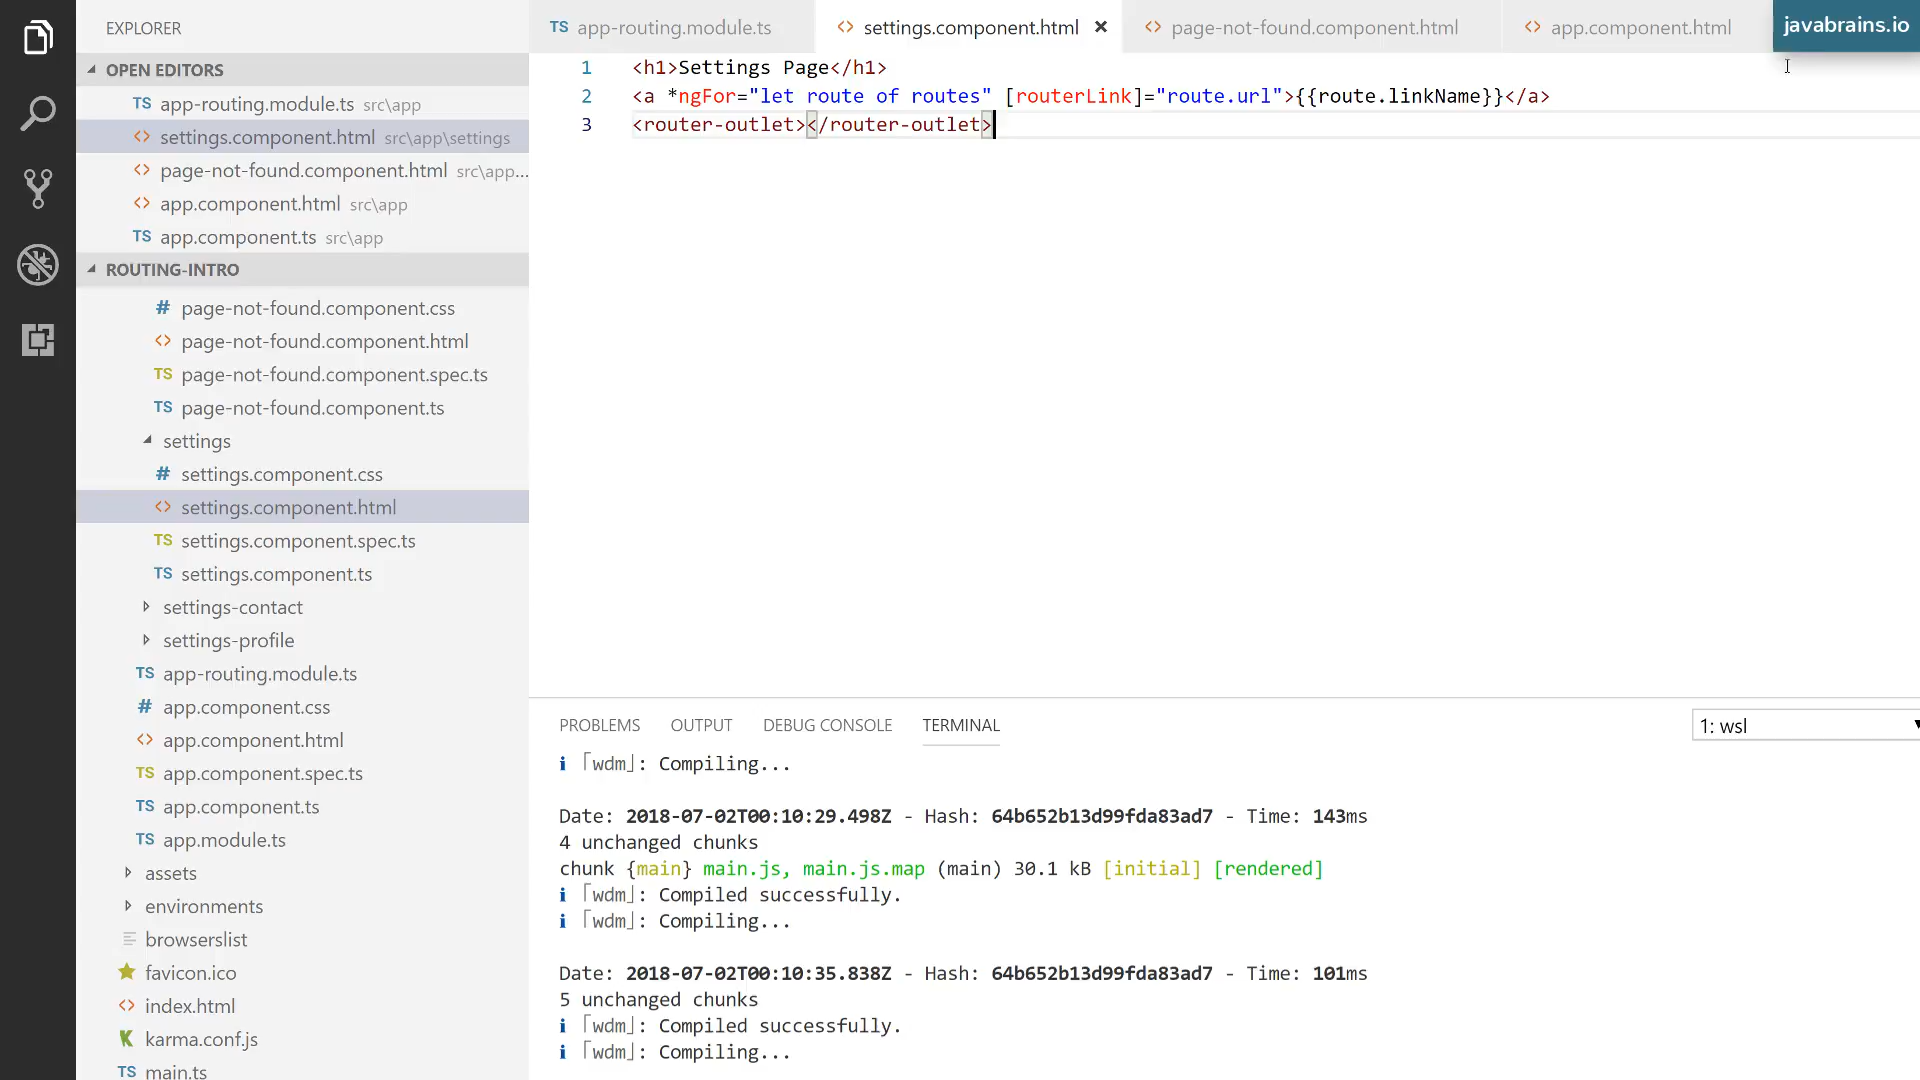 EXPLORER
OPEN EDITORS
TS app-routing.module.ts src\app
<> settings.component.html src\app\settings
<> page-not-found.component.html src\app...
<> app.component.html src\app
TS app.component.ts src\app
ROUTING-INTRO
# page-not-found.component.css
<> page-not-found.component.html
TS page-not-found.component.spec.ts
TS page-not-found.component.ts
settings
# settings.component.css
<> settings.component.html
TS settings.component.spec.ts
TS settings.component.ts
settings-contact
settings-profile
TS app-routing.module.ts
# app.component.css
<> app.component.html
TS app.component.spec.ts
TS app.component.ts
TS app.module.ts
assets
environments
browserslist
favicon.ico
<> index.html
K karma.conf.js
TS main.ts
TS app-routing.module.ts
<> settings.component.html
<> page-not-found.component.html
<> app.component.html
javabrains.io
1 <h1>Settings Page</h1>
2 <a *ngFor="let route of routes" [routerLink]="route.url">{{route.linkName}}</a>
3 <router-outlet></router-outlet>
PROBLEMS OUTPUT DEBUG CONSOLE TERMINAL
1: wsl
i ｢wdm｣: Compiling...
Date: 2018-07-02T00:10:29.498Z - Hash: 64b652b13d99fda83ad7 - Time: 143ms
4 unchanged chunks
chunk {main} main.js, main.js.map (main) 30.1 kB [initial] [rendered]
i ｢wdm｣: Compiled successfully.
i ｢wdm｣: Compiling...
Date: 2018-07-02T00:10:35.838Z - Hash: 64b652b13d99fda83ad7 - Time: 101ms
5 unchanged chunks
i ｢wdm｣: Compiled successfully.
i ｢wdm｣: Compiling...